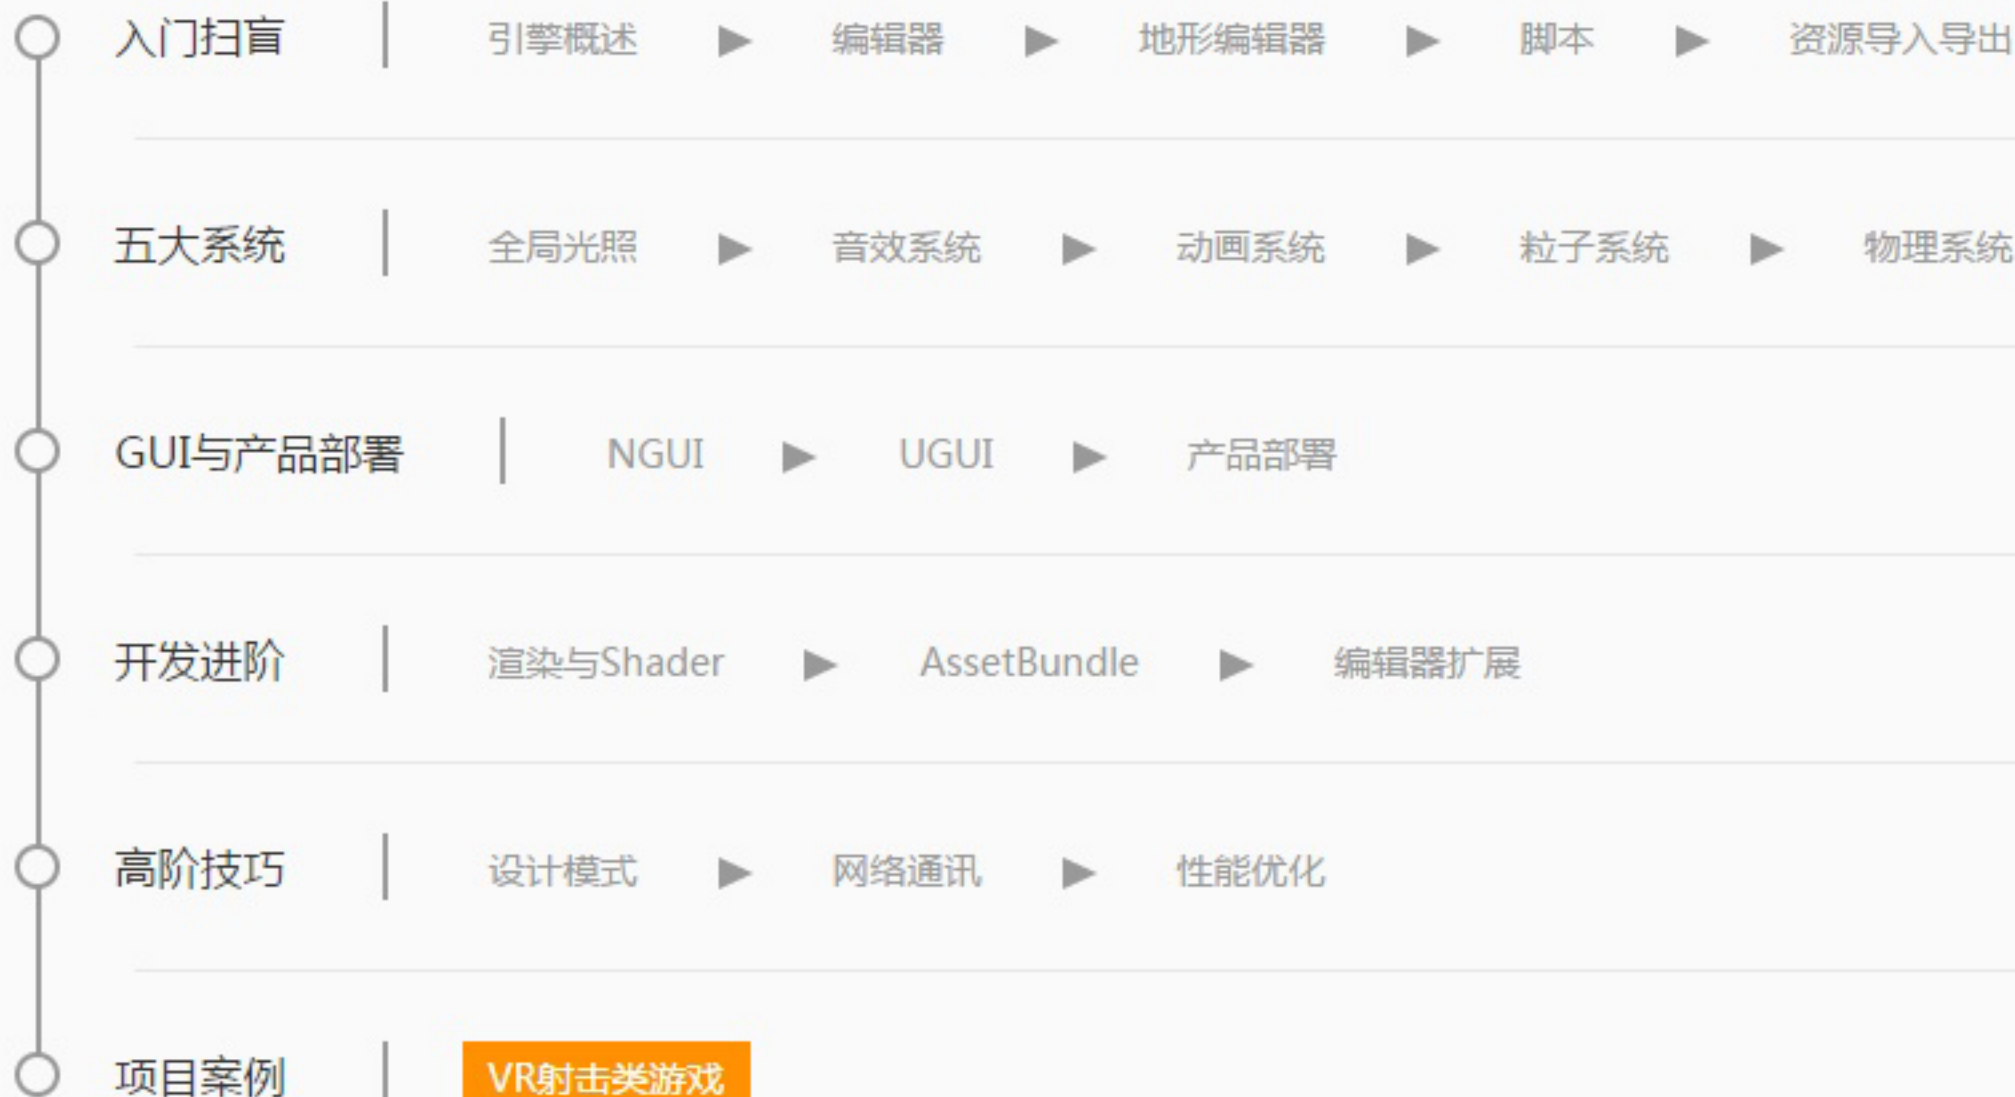 入门扫盲 引擎概述 编辑器 地形编辑器 脚本 资源导入导出
五大系统 全局光照 音效系统 动画系统 粒子系统 物理系统
GUI与产品部署 NGUI UGUI 产品部署
开发进阶 渲染与Shader AssetBundle 编辑器扩展
高阶技巧 设计模式 网络通讯 性能优化
项目案例 VR射击类游戏